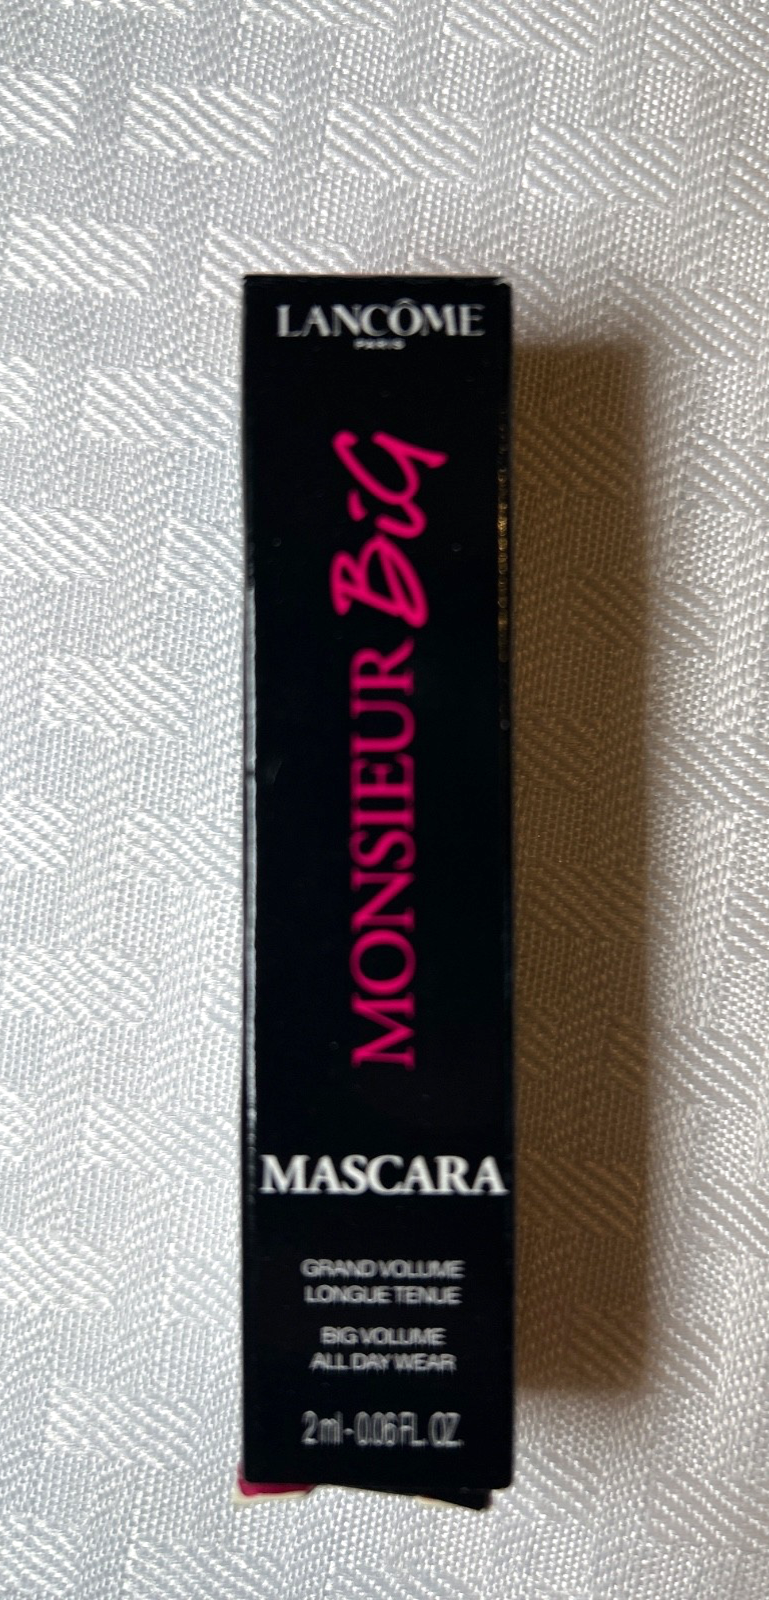 LANCÔME
PARIS
MONSIEUR BiG
MASCARA
GRAND VOLUME
LONGUE TENUE
BIG VOLUME
ALL DAY WEAR
2 ml - 0.06 FL. OZ.